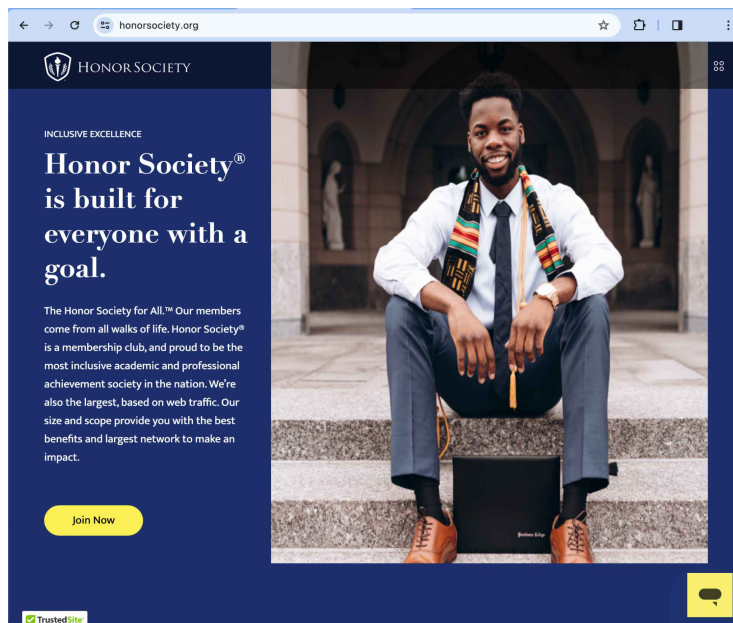 honorsociety.org
HONOR SOCIETY
INCLUSIVE EXCELLENCE
Honor Society®
is built for
everyone with a
goal.
The Honor Society for All.™ Our members
come from all walks of life. Honor Society®
is a membership club, and proud to be the
most inclusive academic and professional
achievement society in the nation. We're
also the largest, based on web traffic. Our
size and scope provide you with the best
benefits and largest network to make an
impact.
Join Now
TrustedSite